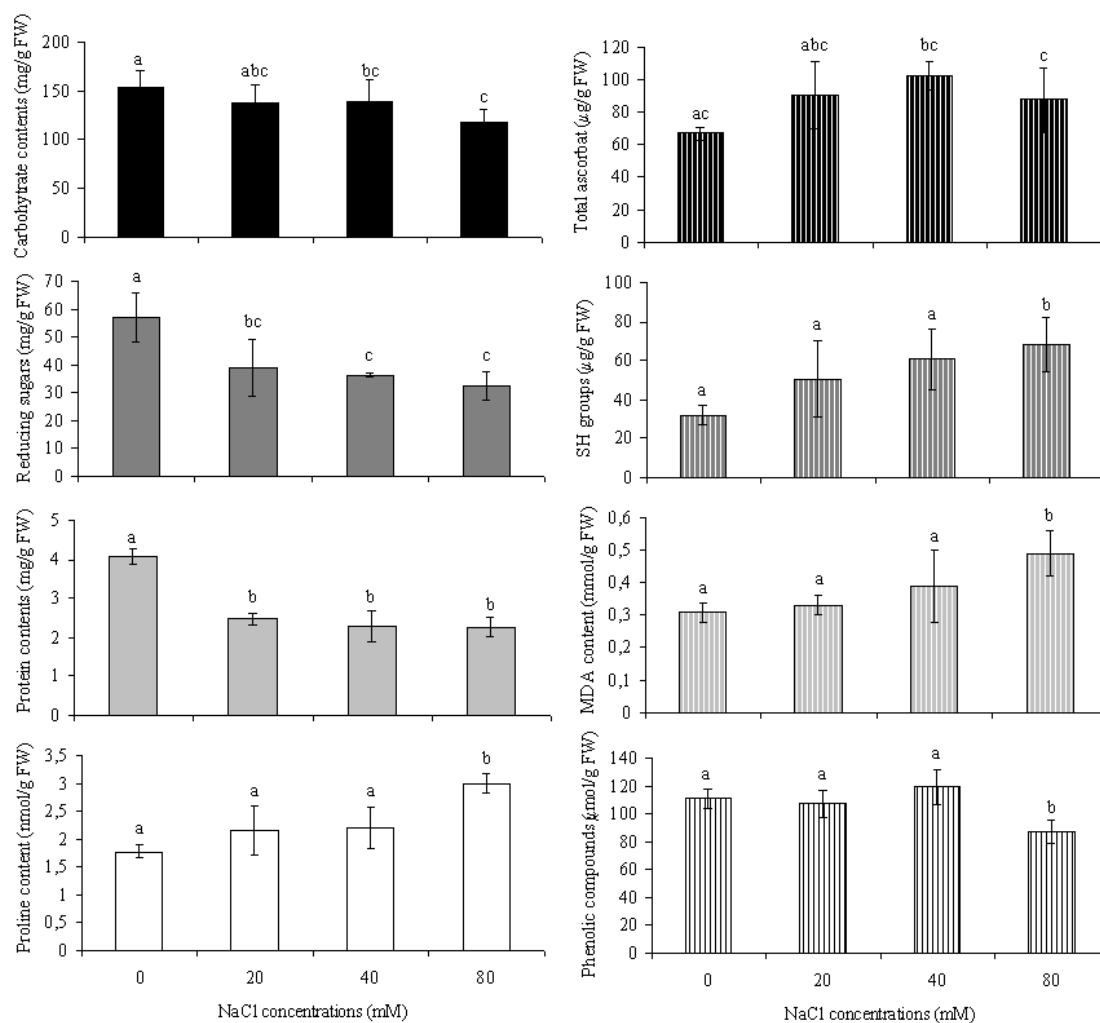 Carbohytrate contents (mg/g FW)
200
150
100
50
0
a
abc
bc
c
Total ascorbat (µg/g FW)
120
100
80
60
40
20
0
ac
abc
bc
c
Reducing sugars (mg/g FW)
70
60
50
40
30
20
10
0
a
bc
c
c
SH groups (µg/g FW)
100
80
60
40
20
0
a
a
a
b
Protein contents (mg/g FW)
5
4
3
2
1
0
a
b
b
b
MDA content (mmol/g FW)
0,6
0,5
0,4
0,3
0,2
0,1
0
a
a
a
b
Proline content (nmol/g FW)
3,5
3
2,5
2
1,5
1
0,5
0
a
a
a
b
0 20 40 80
NaCl concentrations (mM)
Phenolic compounds (µmol/g FW)
140
120
100
80
60
40
20
0
a
a
a
b
0 20 40 80
NaCl concentrations (mM)